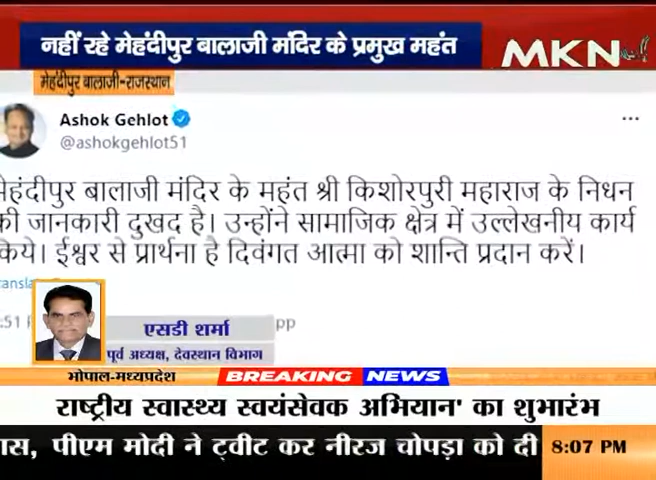 नहीं रहे मेहंदीपुर बालाजी मंदिर के प्रमुख महंत
MKN
मेहंदीपुर बालाजी-राजस्थान
Ashok Gehlot
@ashokgehlot51
मेहंदीपुर बालाजी मंदिर के महंत श्री किशोरपुरी महाराज के निधन
की जानकारी दुखद है। उन्होंने सामाजिक क्षेत्र में उल्लेखनीय कार्य
किये। ईश्वर से प्रार्थना है दिवंगत आत्मा को शान्ति प्रदान करें।
एसडी शर्मा
पूर्व अध्यक्ष, देवस्थान विभाग
भोपाल-मध्यप्रदेश
BREAKING NEWS
राष्ट्रीय स्वास्थ्य स्वयंसेवक अभियान' का शुभारंभ
पीएम मोदी ने ट्वीट कर नीरज चोपड़ा को दी
8:07 PM